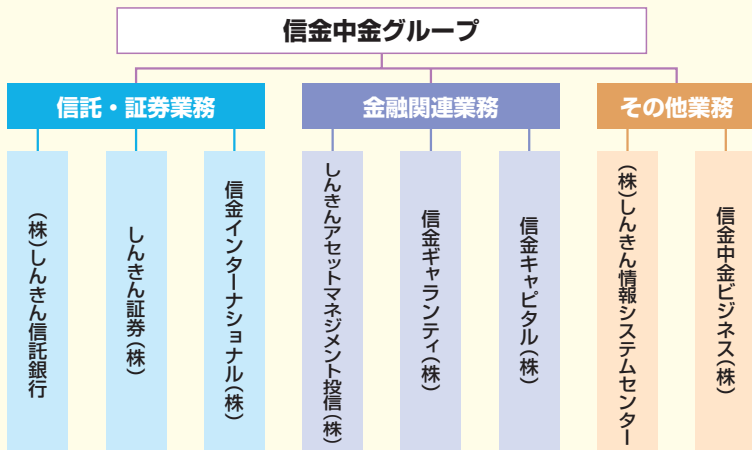 信金中金グループ
信託・証券業務
金融関連業務
その他業務
(株)しんきん信託銀行
しんきん証券(株)
信金インターナショナル(株)
しんきんアセットマネジメント投信(株)
信金ギャランティ(株)
信金キャピタル(株)
(株)しんきん情報システムセンター
信金中金ビジネス(株)